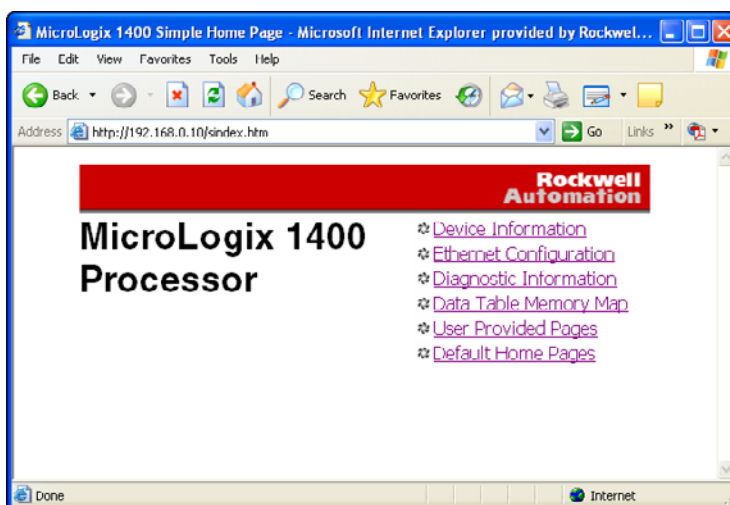 MicroLogix 1400 Simple Home Page - Microsoft Internet Explorer provided by Rockwel...
File Edit View Favorites Tools Help
Back Search Favorites
Address http://192.168.0.10/sindex.htm Go Links »
Rockwell
Automation
MicroLogix 1400
Processor
Device Information
Ethernet Configuration
Diagnostic Information
Data Table Memory Map
User Provided Pages
Default Home Pages
Done Internet